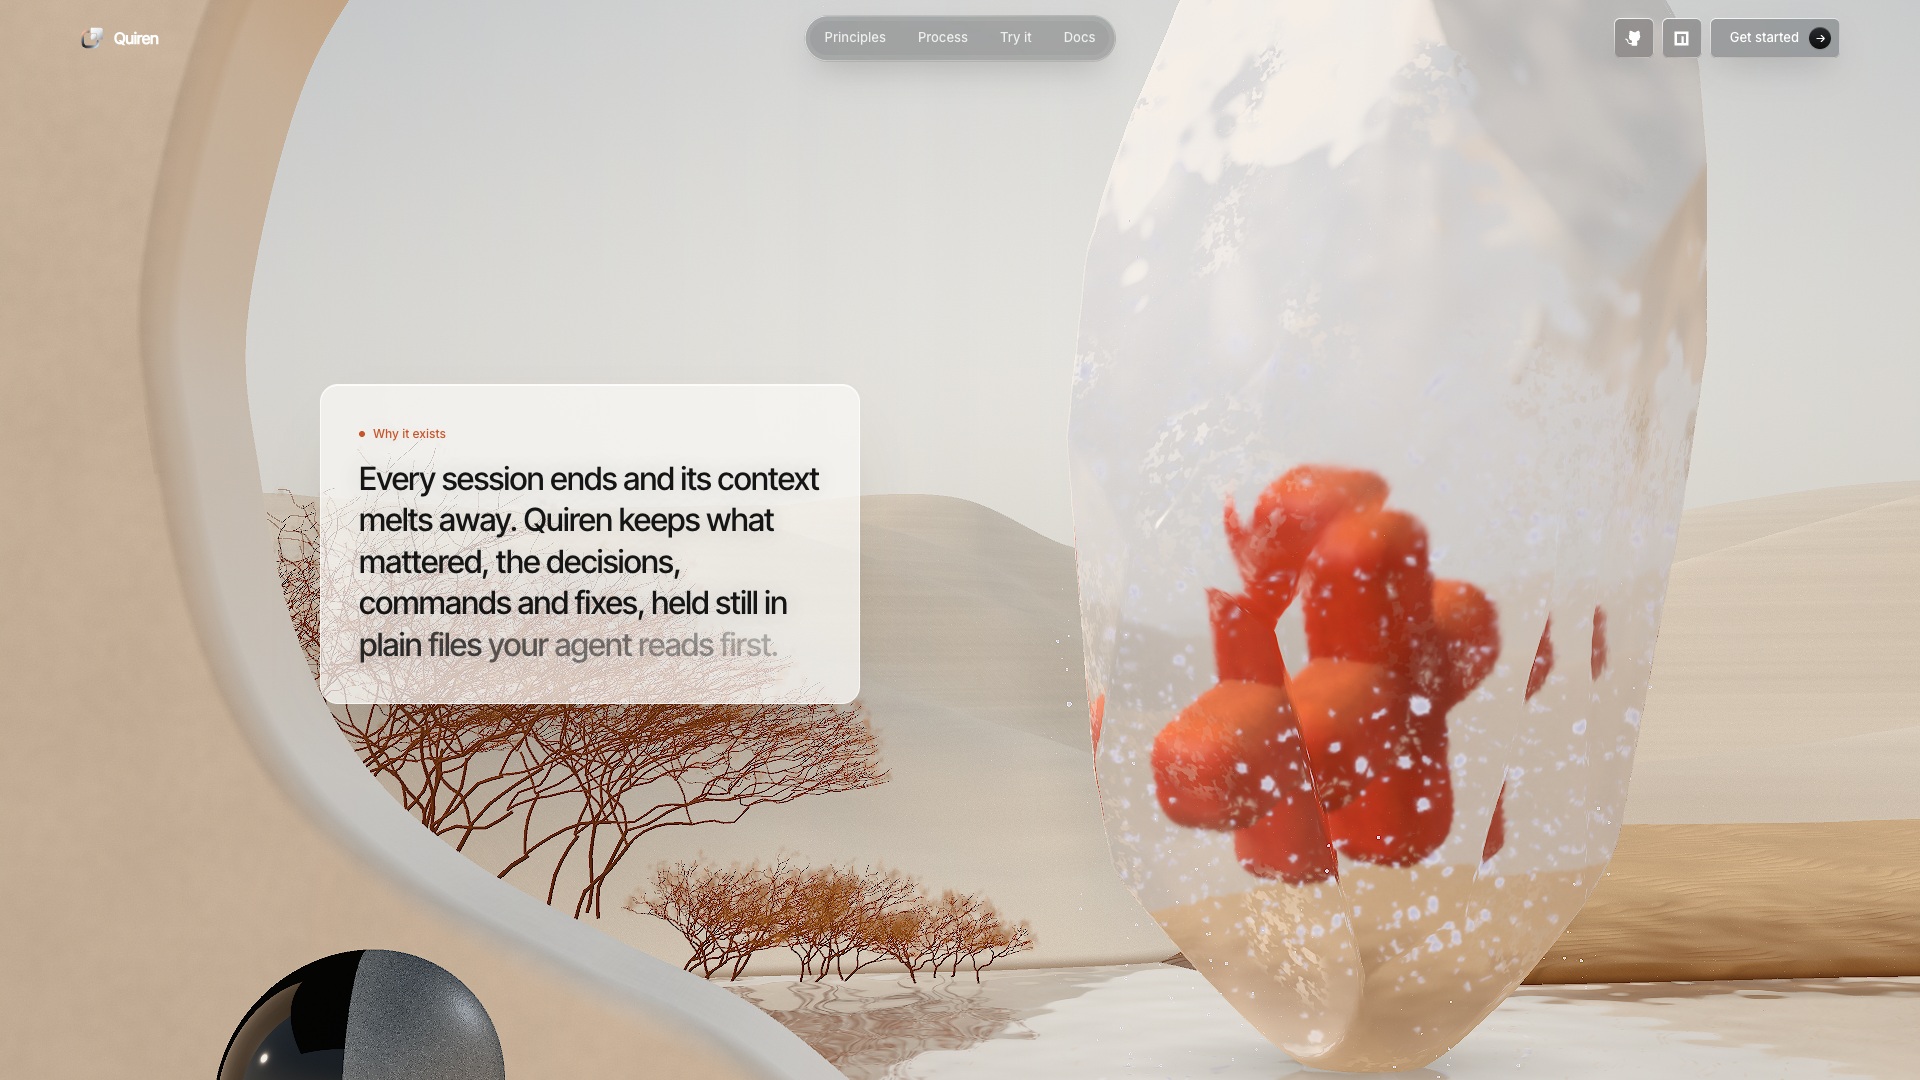 Quiren
Principles
Process
Try it
Docs
Get started
Why it exists
Every session ends and its context
melts away. Quiren keeps what
mattered, the decisions,
commands and fixes, held still in
plain files your agent reads first.